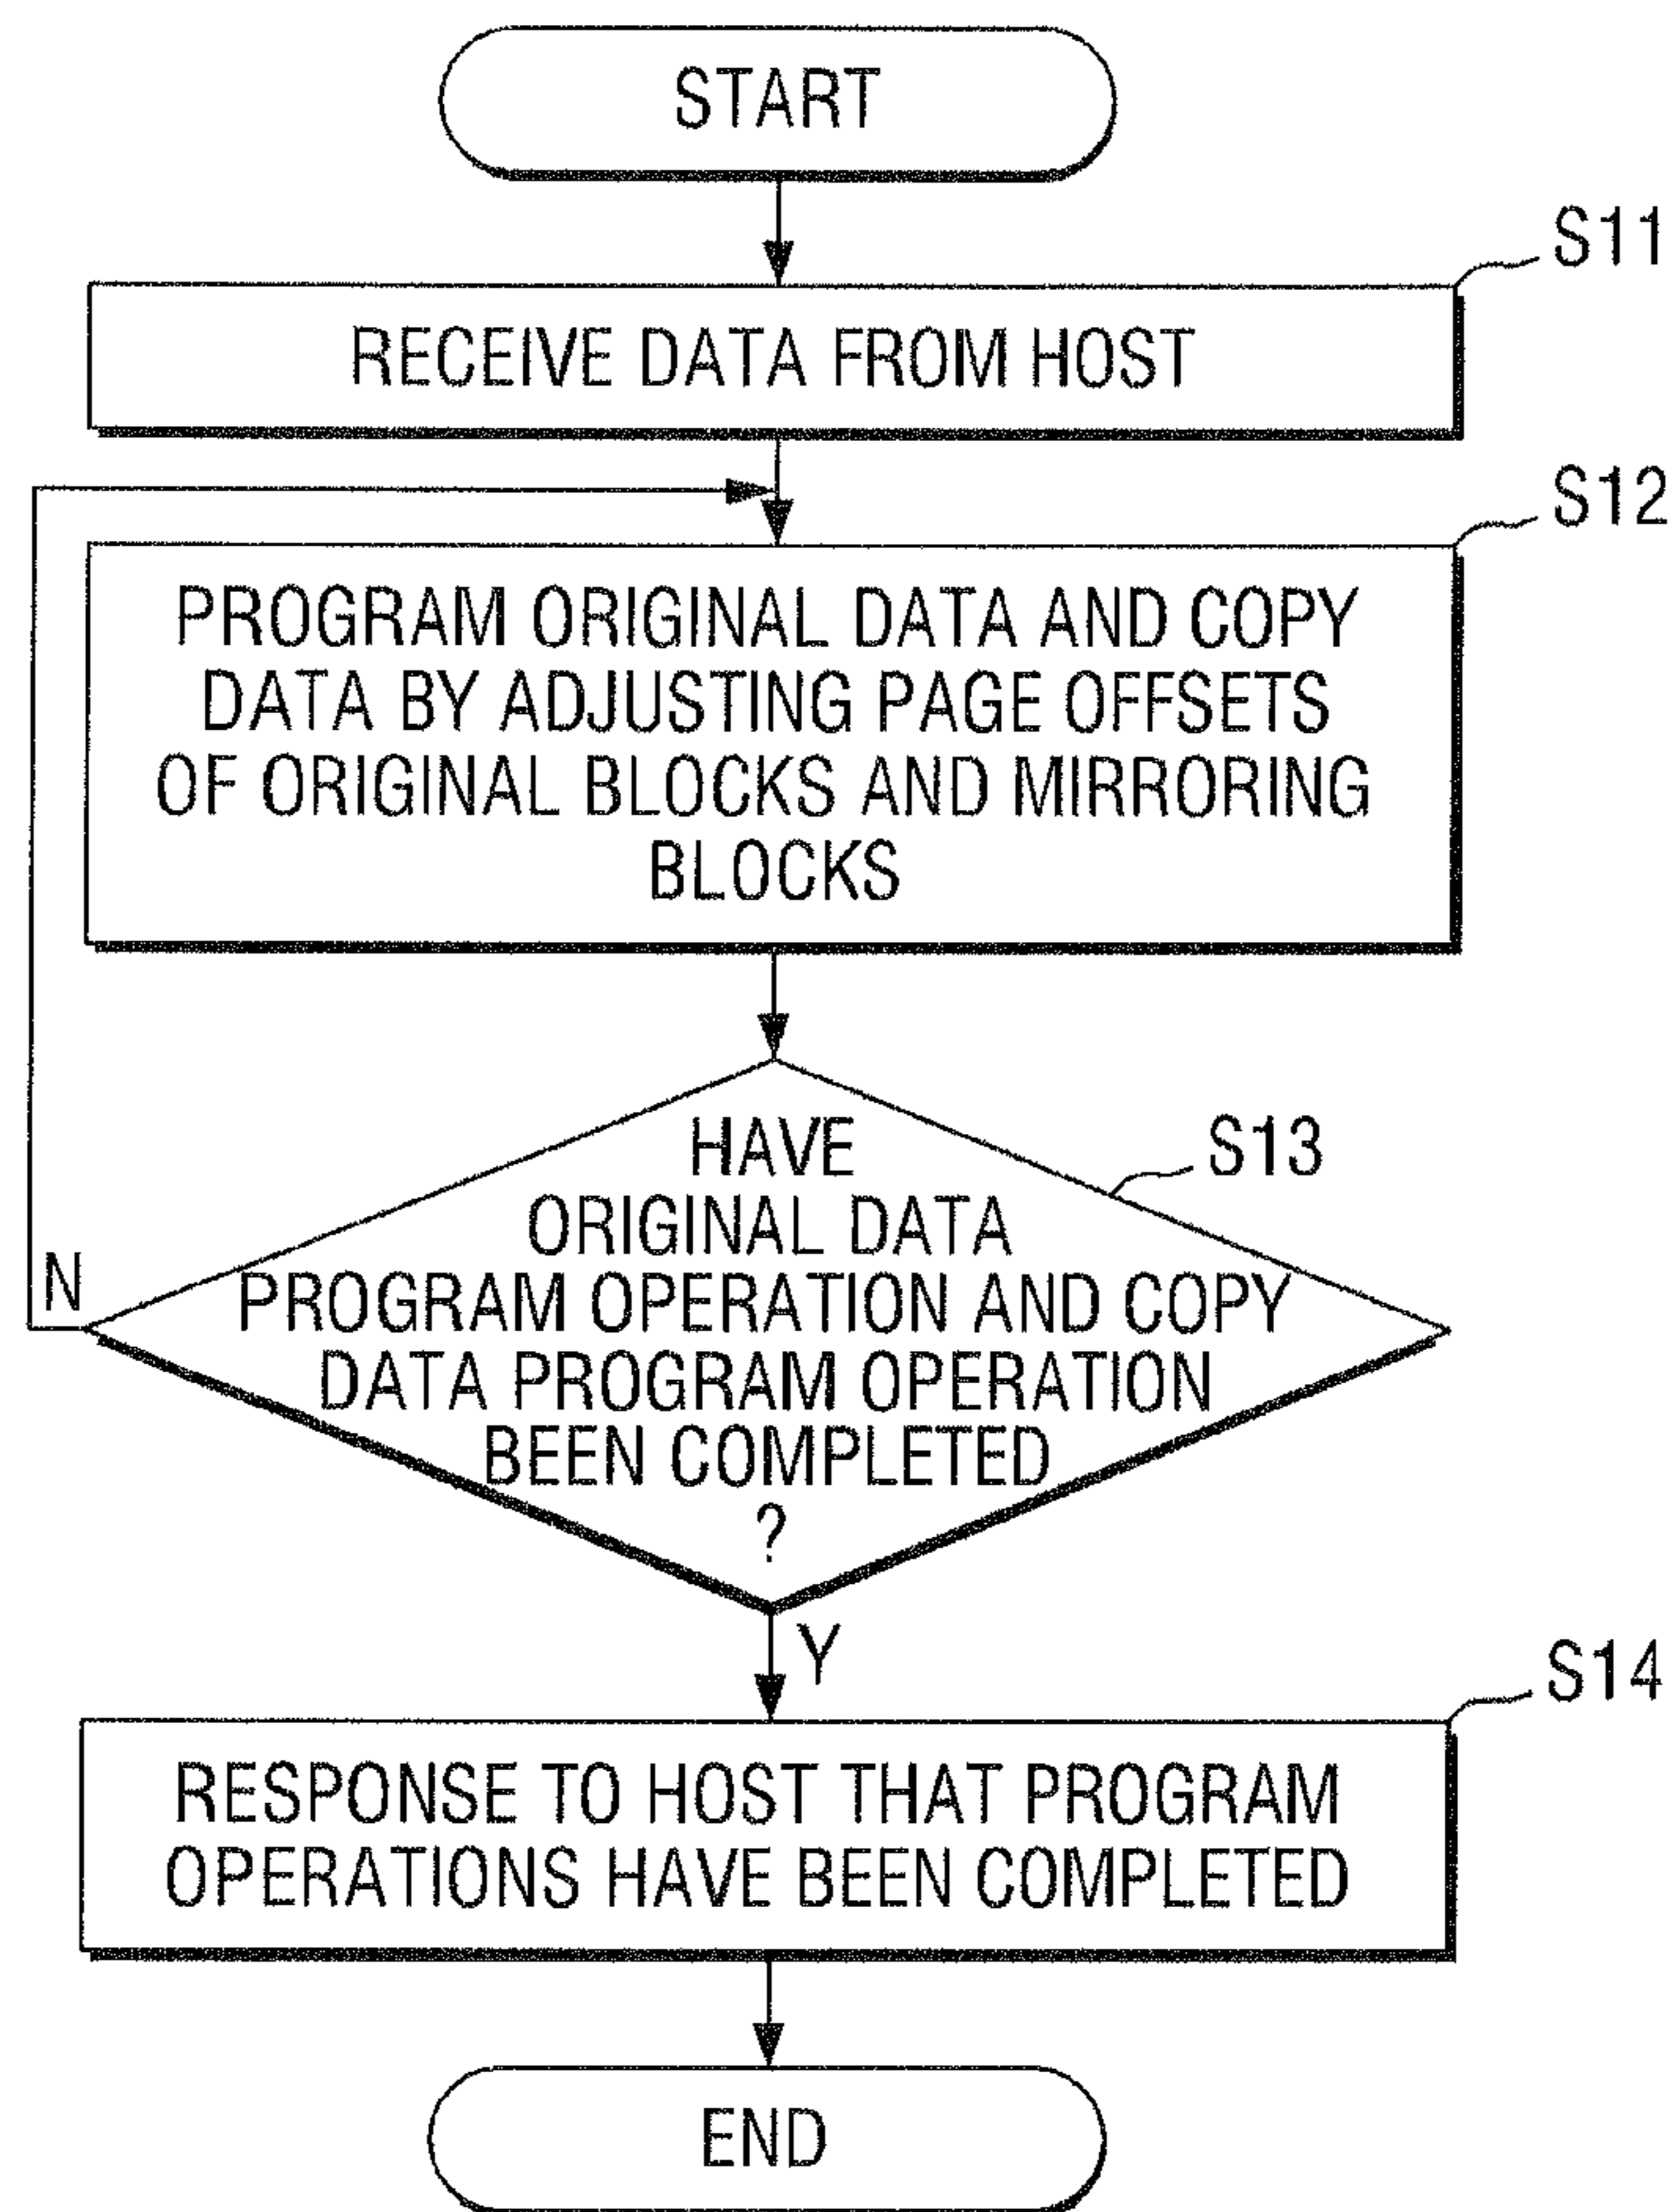 START
S11
RECEIVE DATA FROM HOST
S12
PROGRAM ORIGINAL DATA AND COPY
DATA BY ADJUSTING PAGE OFFSETS
OF ORIGINAL BLOCKS AND MIRRORING
BLOCKS
S13
HAVE
ORIGINAL DATA
PROGRAM OPERATION AND COPY
DATA PROGRAM OPERATION
BEEN COMPLETED
?
N
Y
S14
RESPONSE TO HOST THAT PROGRAM
OPERATIONS HAVE BEEN COMPLETED
END